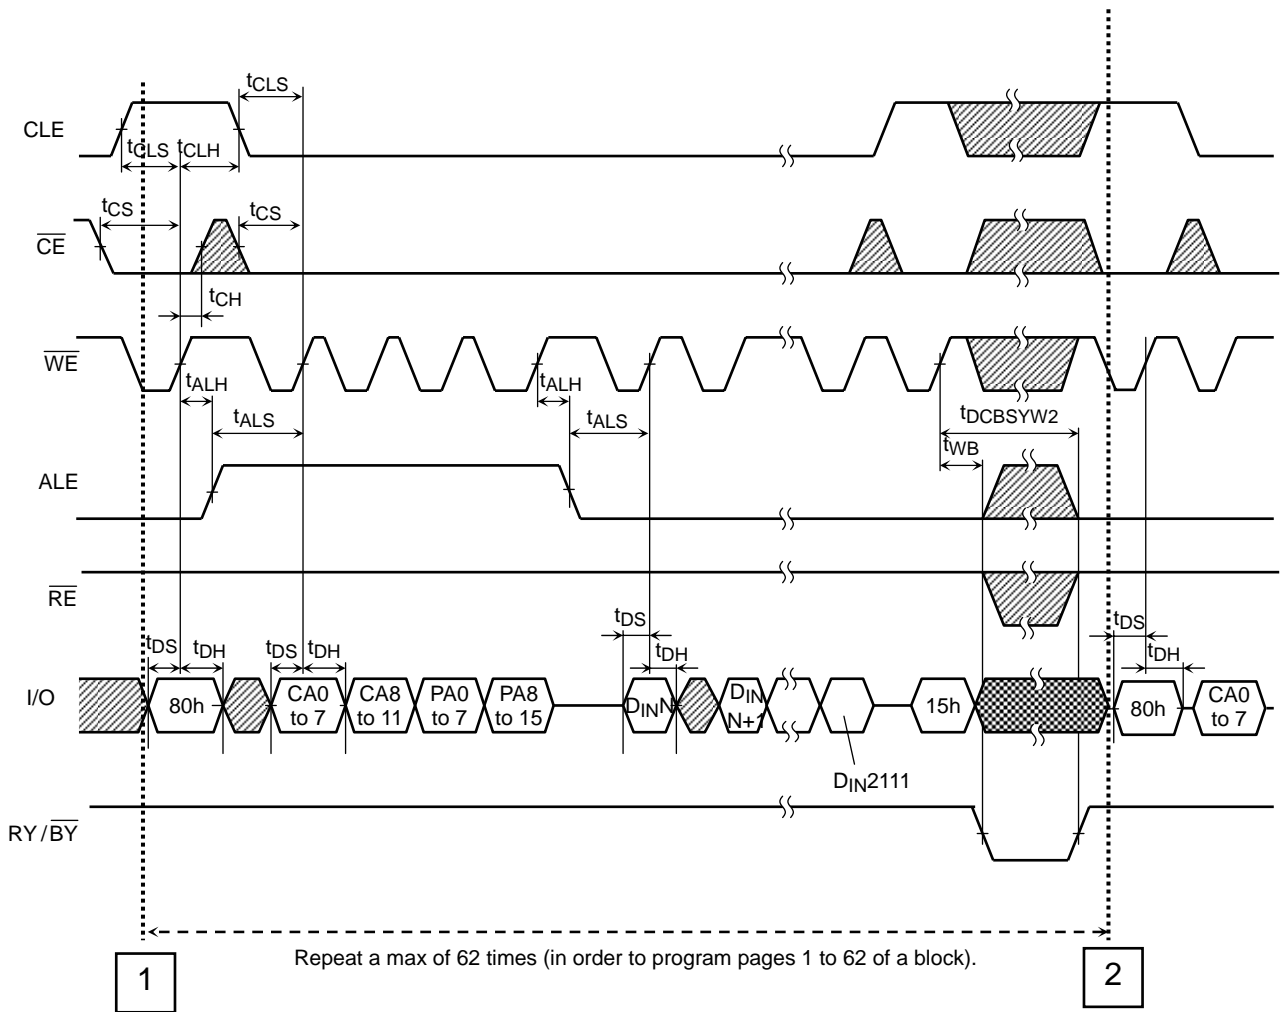 tCLS
CLE
tCLS tCLH
tCS
tCS
CE
tCH
WE
tALH
tALH
tALS
tALS
tDCBSYW2
tWB
ALE
RE
tDS
tDH
tDS
tDH
tDS
tDH
tDS
tDH
I/O
80h
CA0
to 7
CA8
to 11
PA0
to 7
PA8
to 15
DINN
DIN
N+1
15h
80h
CA0
to 7
DIN2111
RY/BY
Repeat a max of 62 times (in order to program pages 1 to 62 of a block).
1
2